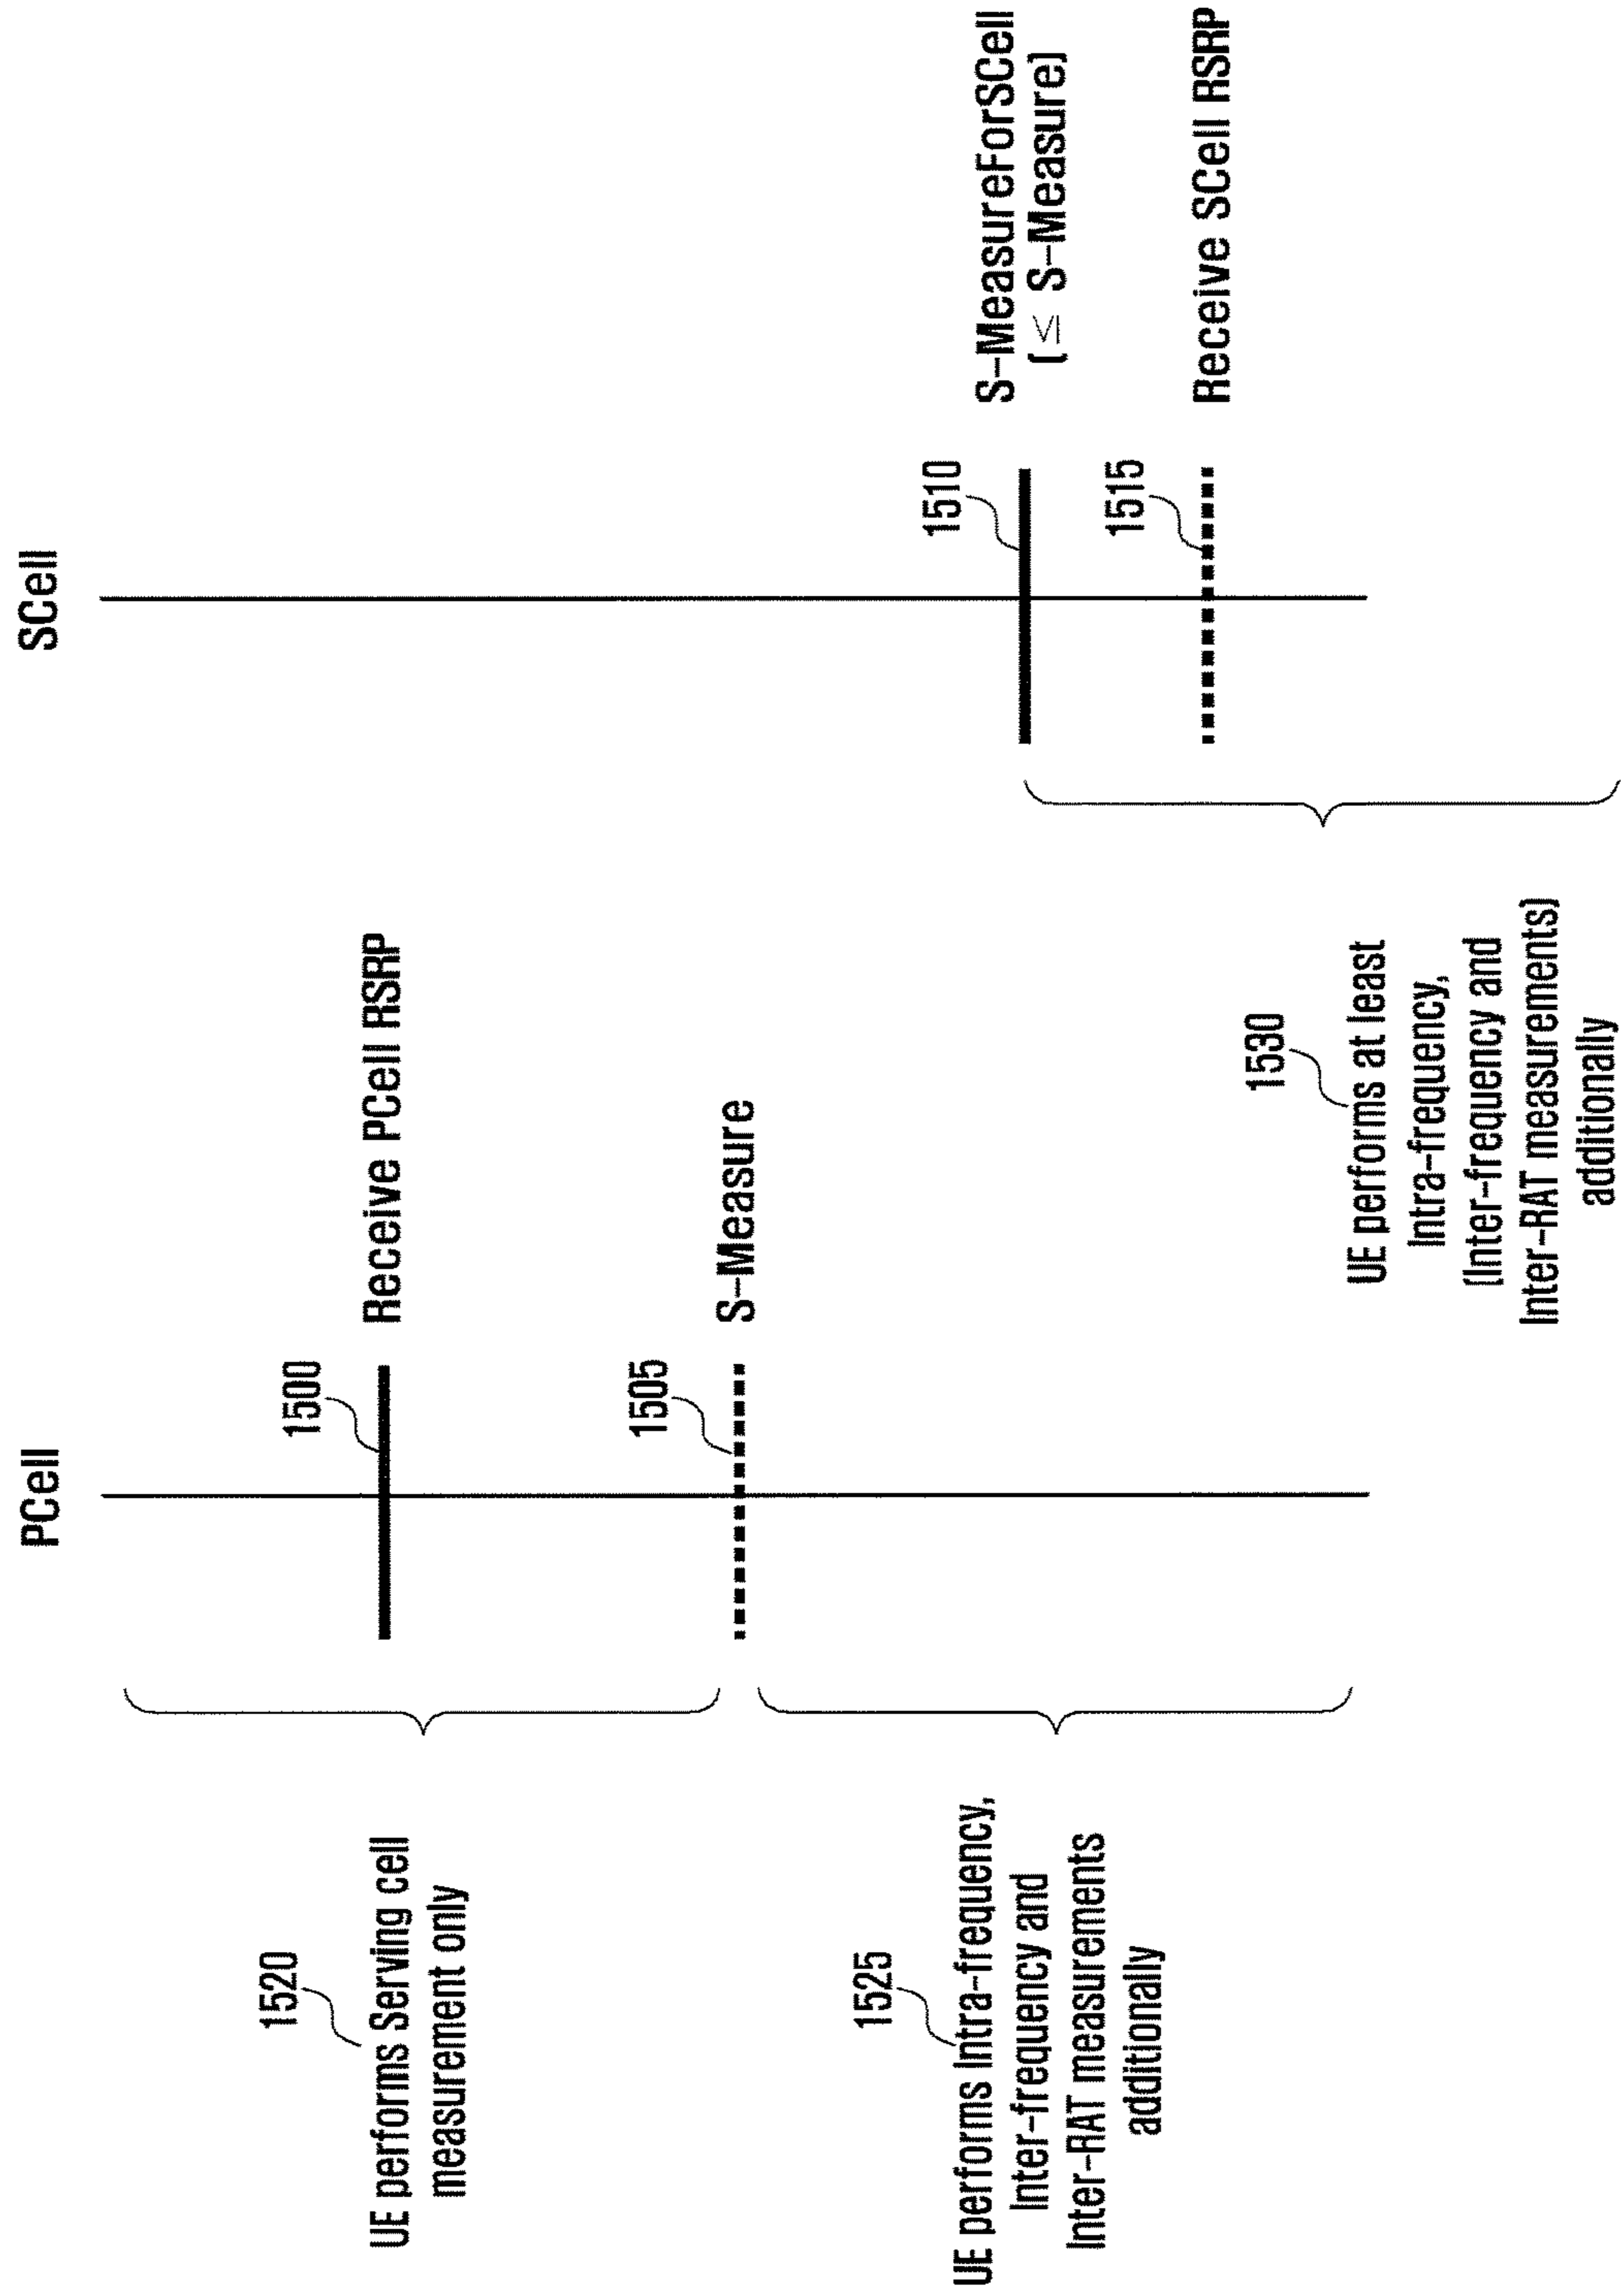 PCell
SCell
1520
UE performs Serving cell
measurement only
1500
Receive PCell RSRP
1505
S-Measure
1525
UE performs Intra-frequency,
Inter-frequency and
Inter-RAT measurements
additionally
1510
S-MeasureForSCell
(≤ S-Measure)
1515
Receive SCell RSRP
1530
UE performs at least
Intra-frequency,
(Inter-frequency and
Inter-RAT measurements)
additionally